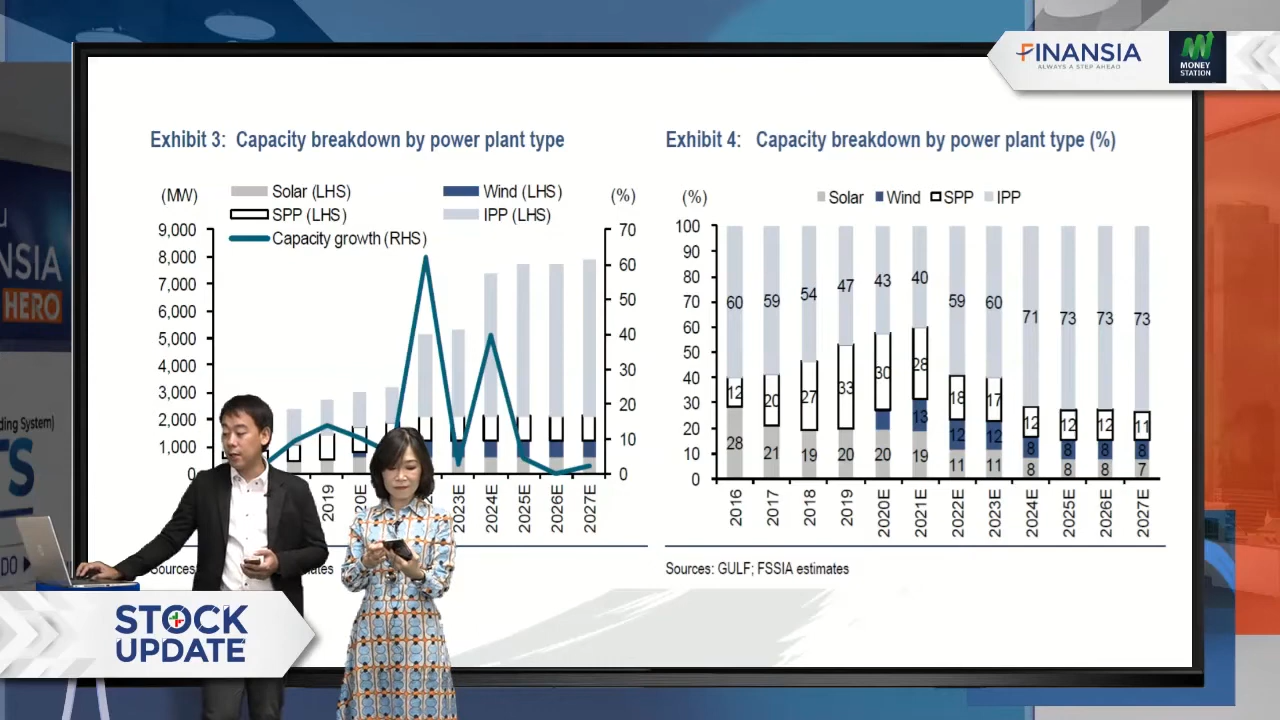 FINANSIA
ALWAYS A STEP AHEAD
MONEY
STATION
Exhibit 3: Capacity breakdown by power plant type
(MW)
Solar (LHS)
Wind (LHS)
(%)
SPP (LHS)
IPP (LHS)
Capacity growth (RHS)
9,000
8,000
7,000
6,000
5,000
4,000
3,000
2,000
1,000
0
70
60
50
40
30
20
10
0
2019
2023E
2024E
2025E
2026E
2027E
Exhibit 4: Capacity breakdown by power plant type (%)
(%)
Solar
Wind
SPP
IPP
100
90
80
70
60
50
40
30
20
10
0
60 59 54 47 43 40 59 60 71 73 73 73
12 20 27 33 30 28 18 17 12 12 12 11
13 12 12 8 8 8 8
28 21 19 20 20 19 11 11 8 8 8 7
2016 2017 2018 2019 2020E 2021E 2022E 2023E 2024E 2025E 2026E 2027E
Sources: GULF; FSSIA estimates
NSIA
HERO
ding System)
TS
DO
STOCK
UPDATE